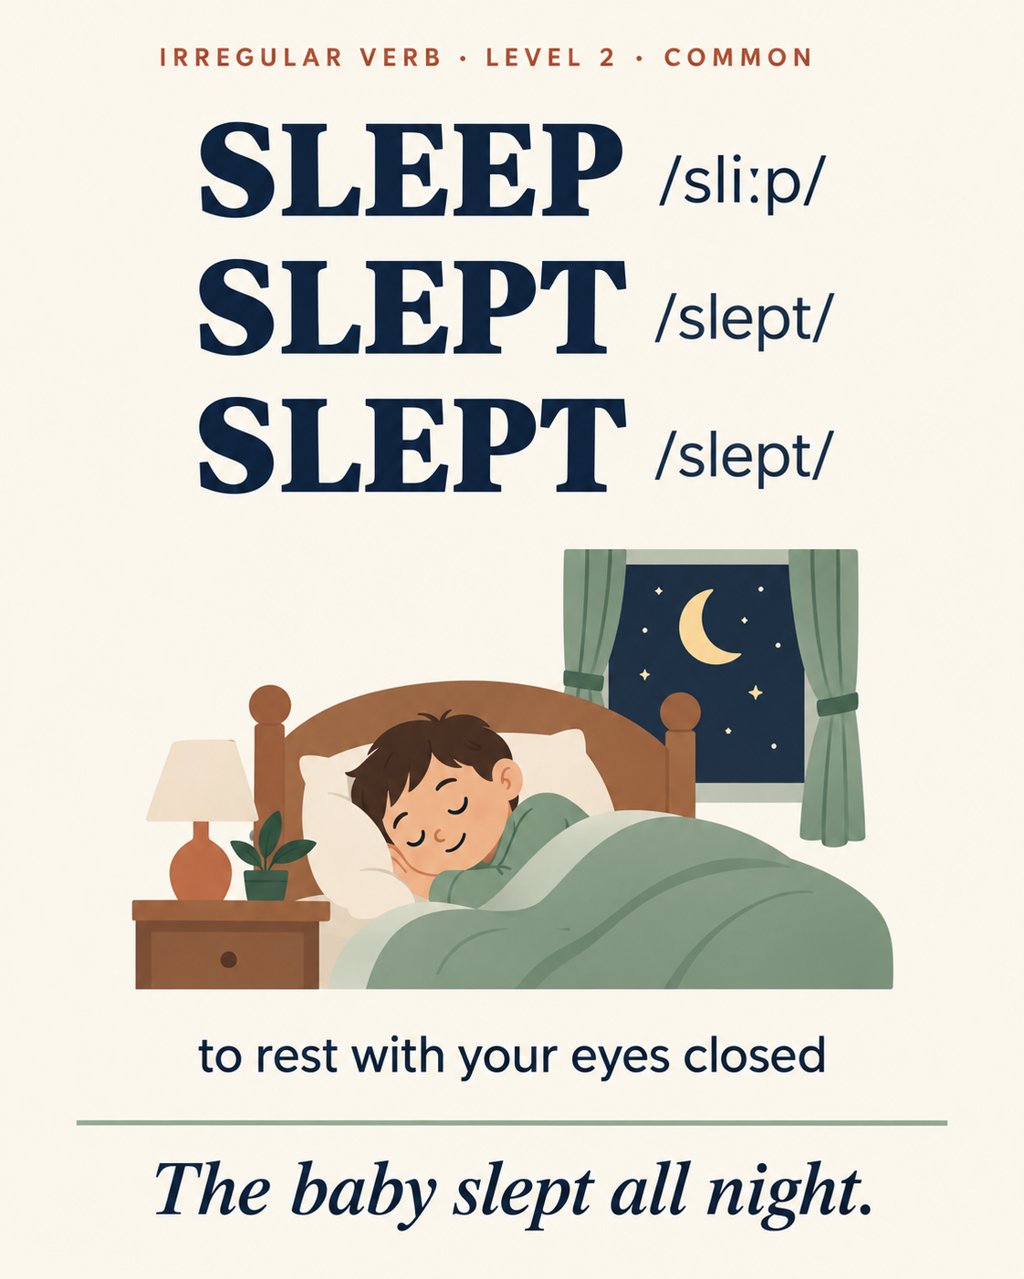 IRREGULAR VERB · LEVEL 2 · COMMON
SLEEP /sliːp/
SLEPT /slept/
SLEPT /slept/
to rest with your eyes closed
The baby slept all night.